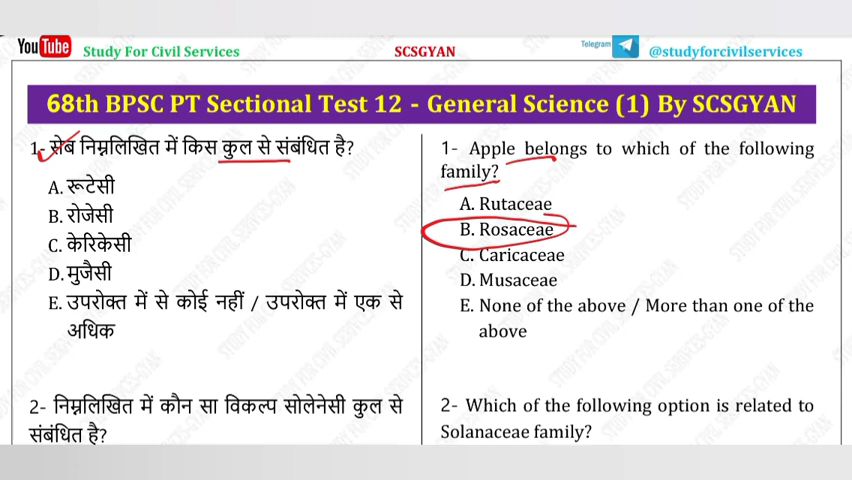 YouTube Study For Civil Services SCSGYAN Telegram @studyforcivilservices
68th BPSC PT Sectional Test 12 - General Science (1) By SCSGYAN
1- सेब निम्नलिखित में किस कुल से संबंधित है?
A. रूटेसी
B. रोजेसी
C. केरिकेसी
D. मुजैसी
E. उपरोक्त में से कोई नहीं / उपरोक्त में एक से
अधिक
2- निम्नलिखित में कौन सा विकल्प सोलेनेसी कुल से
संबंधित है?
1- Apple belongs to which of the following
family?
A. Rutaceae
B. Rosaceae
C. Caricaceae
D. Musaceae
E. None of the above / More than one of the
above
2- Which of the following option is related to
Solanaceae family?